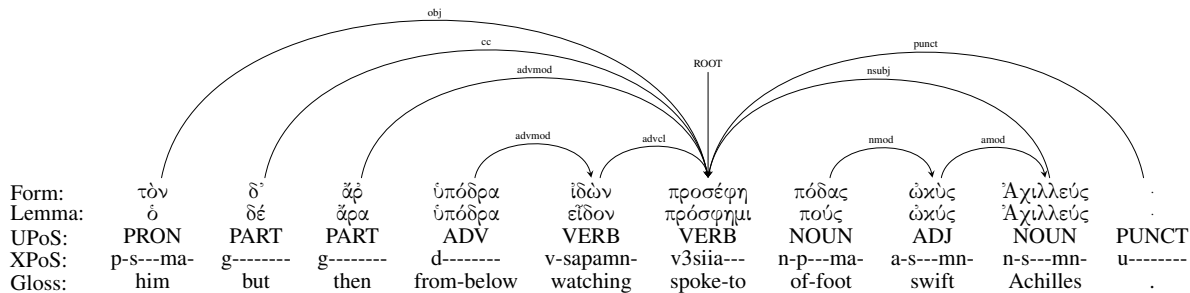 obj
cc punct
advmod ROOT nsubj
advmod advcl nmod amod
Form: τὸν δ᾽ ἄῤ ὑπόδρα ἰδὼν προσέφη πόδας ὠκὺς Ἀχιλλεύς ·
Lemma: ὁ δέ ἄρα ὑπόδρα εἶδον πρόσφημι πούς ὠκύς Ἀχιλλεύς ·
UPoS: PRON PART PART ADV VERB VERB NOUN ADJ NOUN PUNCT
XPoS: p-s---ma- g-------- g-------- d-------- v-sapamn- v3siia--- n-p---ma- a-s---mn- n-s---mn- u--------
Gloss: him but then from-below watching spoke-to of-foot swift Achilles .